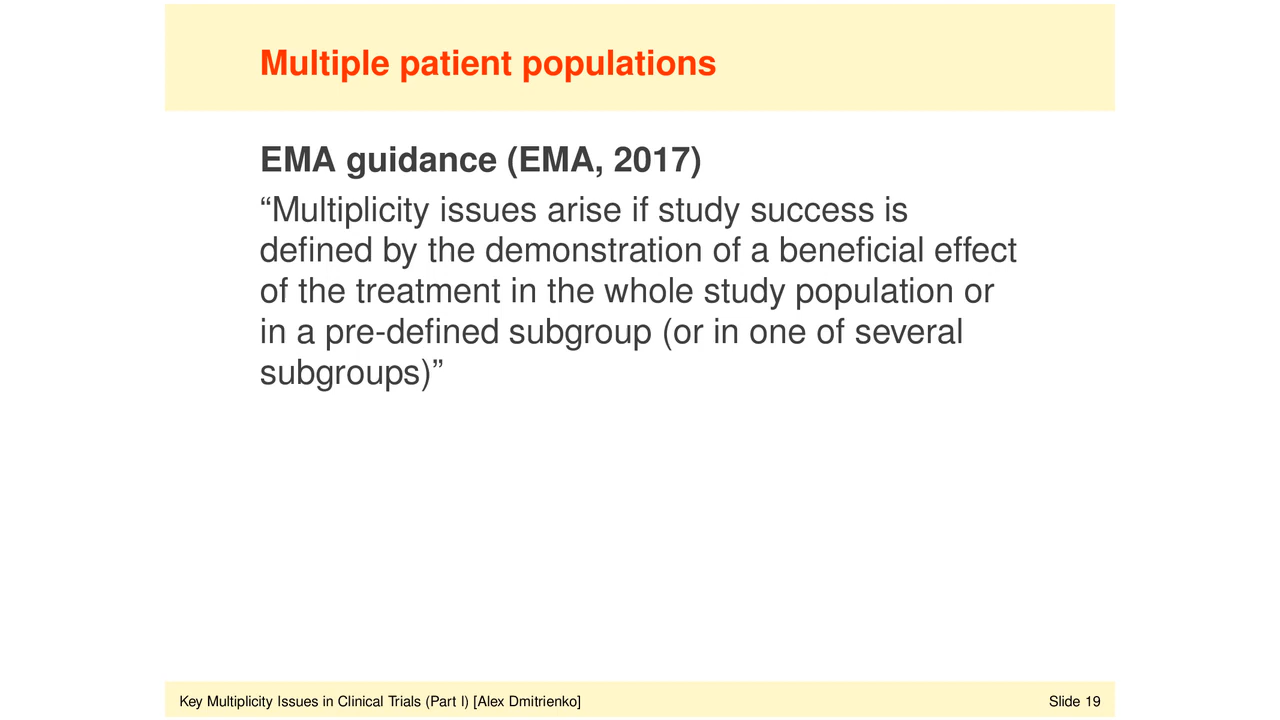 Multiple patient populations
EMA guidance (EMA, 2017)
“Multiplicity issues arise if study success is
defined by the demonstration of a beneficial effect
of the treatment in the whole study population or
in a pre-defined subgroup (or in one of several
subgroups)”
Key Multiplicity Issues in Clinical Trials (Part I) [Alex Dmitrienko]
Slide 19